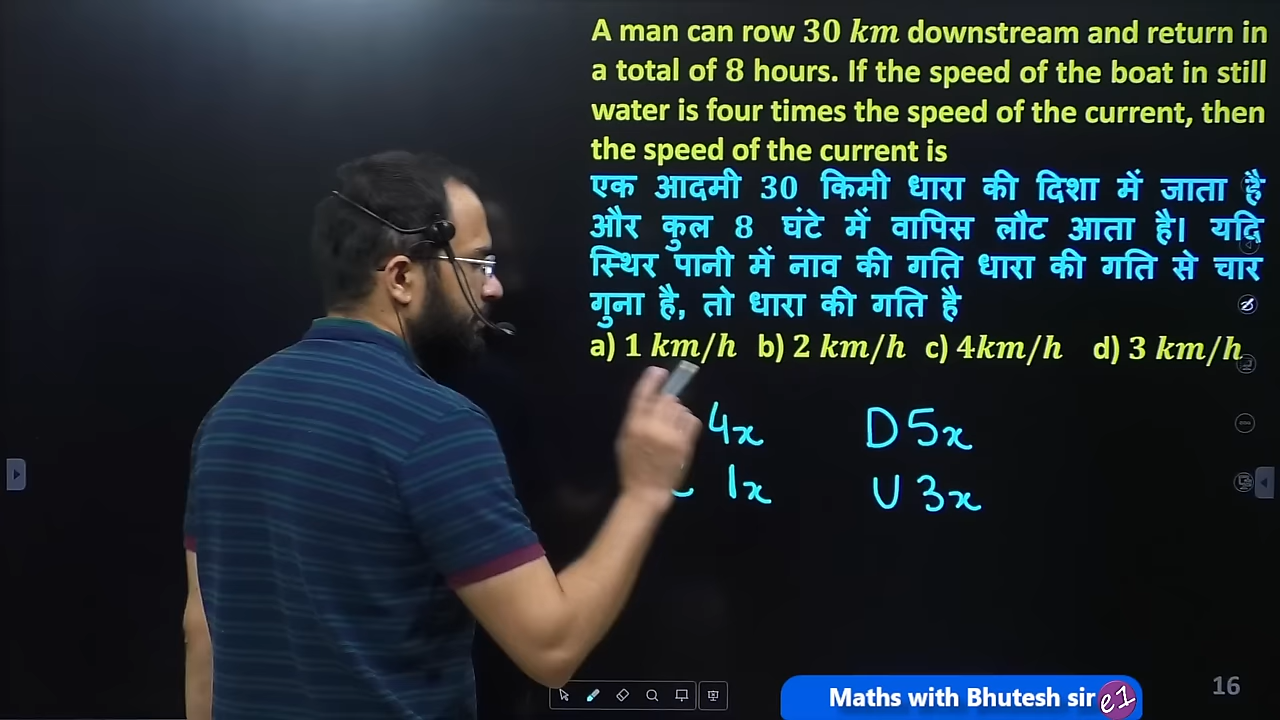 A man can row 30 km downstream and return in
a total of 8 hours. If the speed of the boat in still
water is four times the speed of the current, then
the speed of the current is
एक आदमी 30 किमी धारा की दिशा में जाता है
और कुल 8 घंटे में वापिस लौट आता है। यदि
स्थिर पानी में नाव की गति धारा की गति से चार
गुना है, तो धारा की गति है
a) 1 km/h b) 2 km/h c) 4km/h d) 3 km/h
4x D 5x
1x U 3x
Maths with Bhutesh sir e1
16